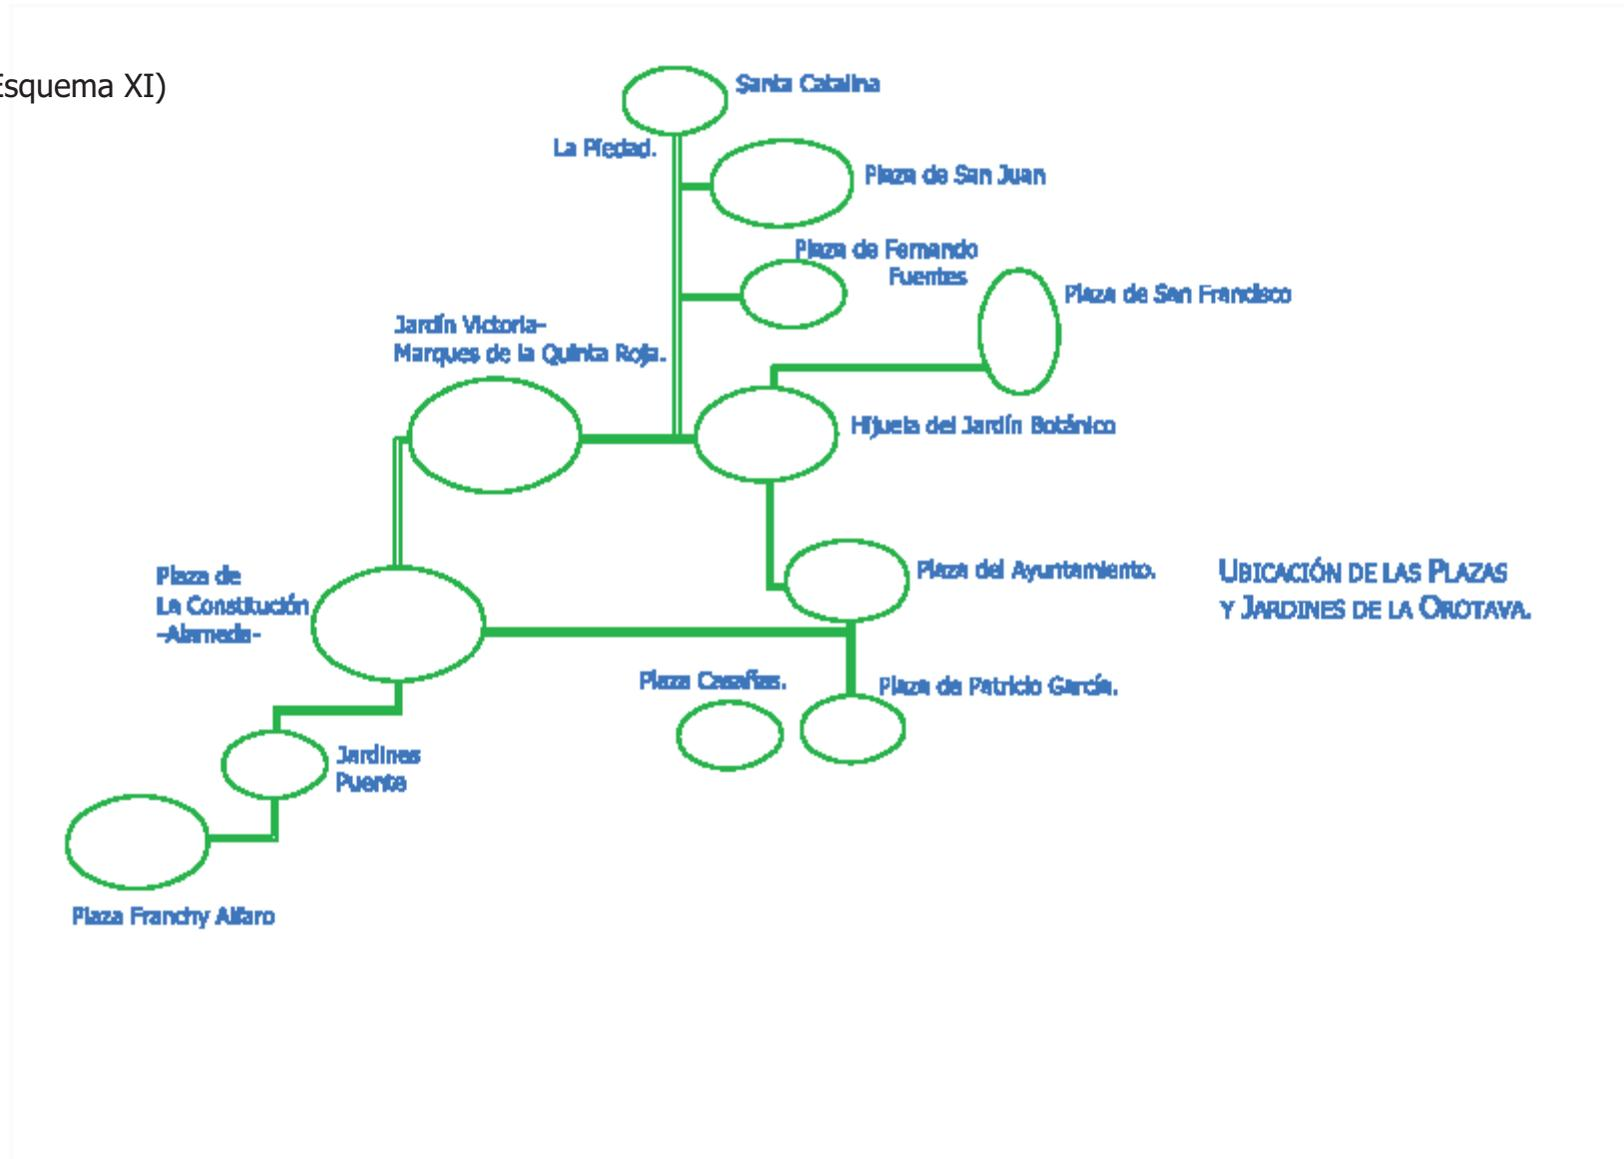 Esquema XI)
Santa Catalina
La Piedad.
Plaza de San Juan
Plaza de Fernando
Fuentes
Plaza de San Francisco
Jardín Victoria-
Marques de la Quinta Roja.
Hijuela del Jardín Botánico
Plaza del Ayuntamiento.
Plaza de
La Constitución
-Alameda-
UBICACIÓN DE LAS PLAZAS
Y JARDINES DE LA OROTAVA.
Plaza Casañas.
Plaza de Patricio García.
Jardines
Puente
Plaza Franchy Alfaro